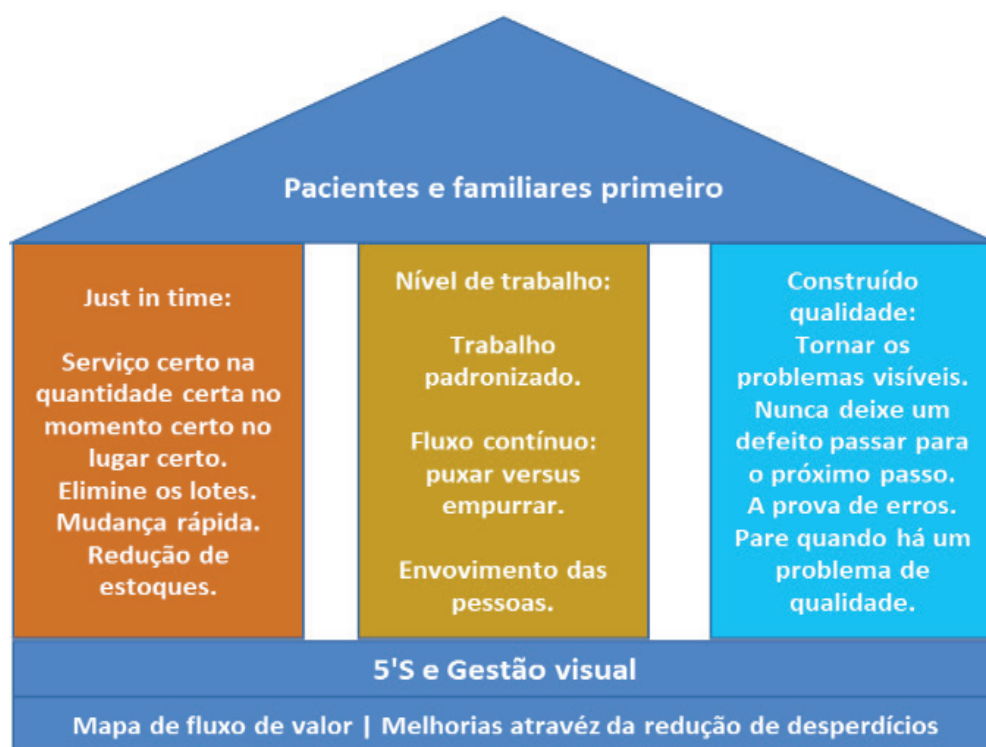 Pacientes e familiares primeiro
Just in time:
Serviço certo na
quantidade certa no
momento certo no
lugar certo.
Elimine os lotes.
Mudança rápida.
Redução de
estoques.
Nível de trabalho:
Trabalho
padronizado.
Fluxo contínuo:
puxar versus
empurrar.
Envovimento das
pessoas.
Construído
qualidade:
Tornar os
problemas visíveis.
Nunca deixe um
defeito passar para
o próximo passo.
A prova de erros.
Pare quando há um
problema de
qualidade.
5'S e Gestão visual
Mapa de fluxo de valor | Melhorias atravéz da redução de desperdícios